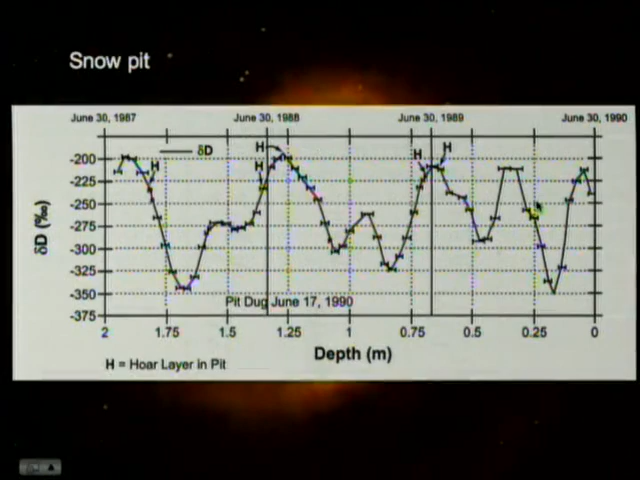 Snow pit
June 30, 1987 June 30, 1988 June 30, 1989 June 30, 1990
H
δD
H
H
H
H
H
-200
-225
-250
-275
-300
-325
-350
-375
δD (‰)
Pit Dug June 17, 1990
2 1.75 1.5 1.25 1 0.75 0.5 0.25 0
Depth (m)
H = Hoar Layer in Pit